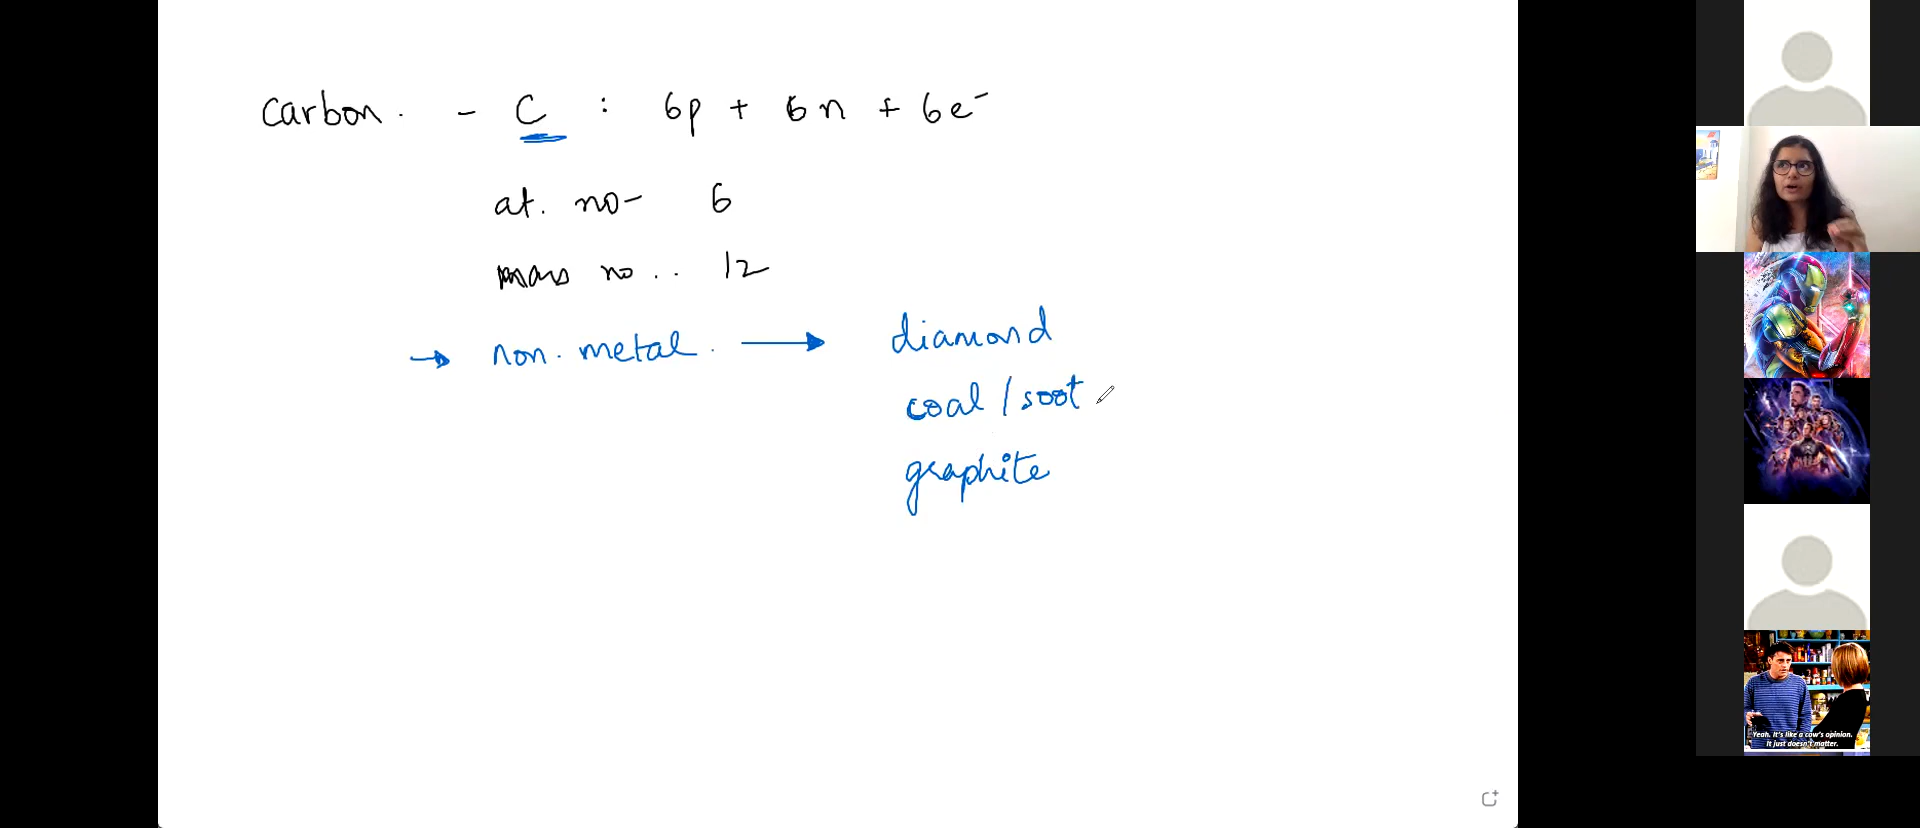 Carbon. - C : 6p + 6n + 6e⁻
at. no- 6
mass no.. 12
→ non. metal. → diamond
coal / soot
graphite
Yeah. It's like a cow's opinion.
It just doesn't matter.